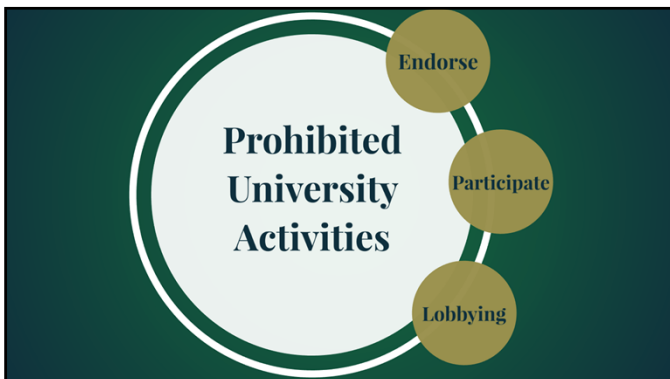 Prohibited
University
Activities
Endorse
Participate
Lobbying